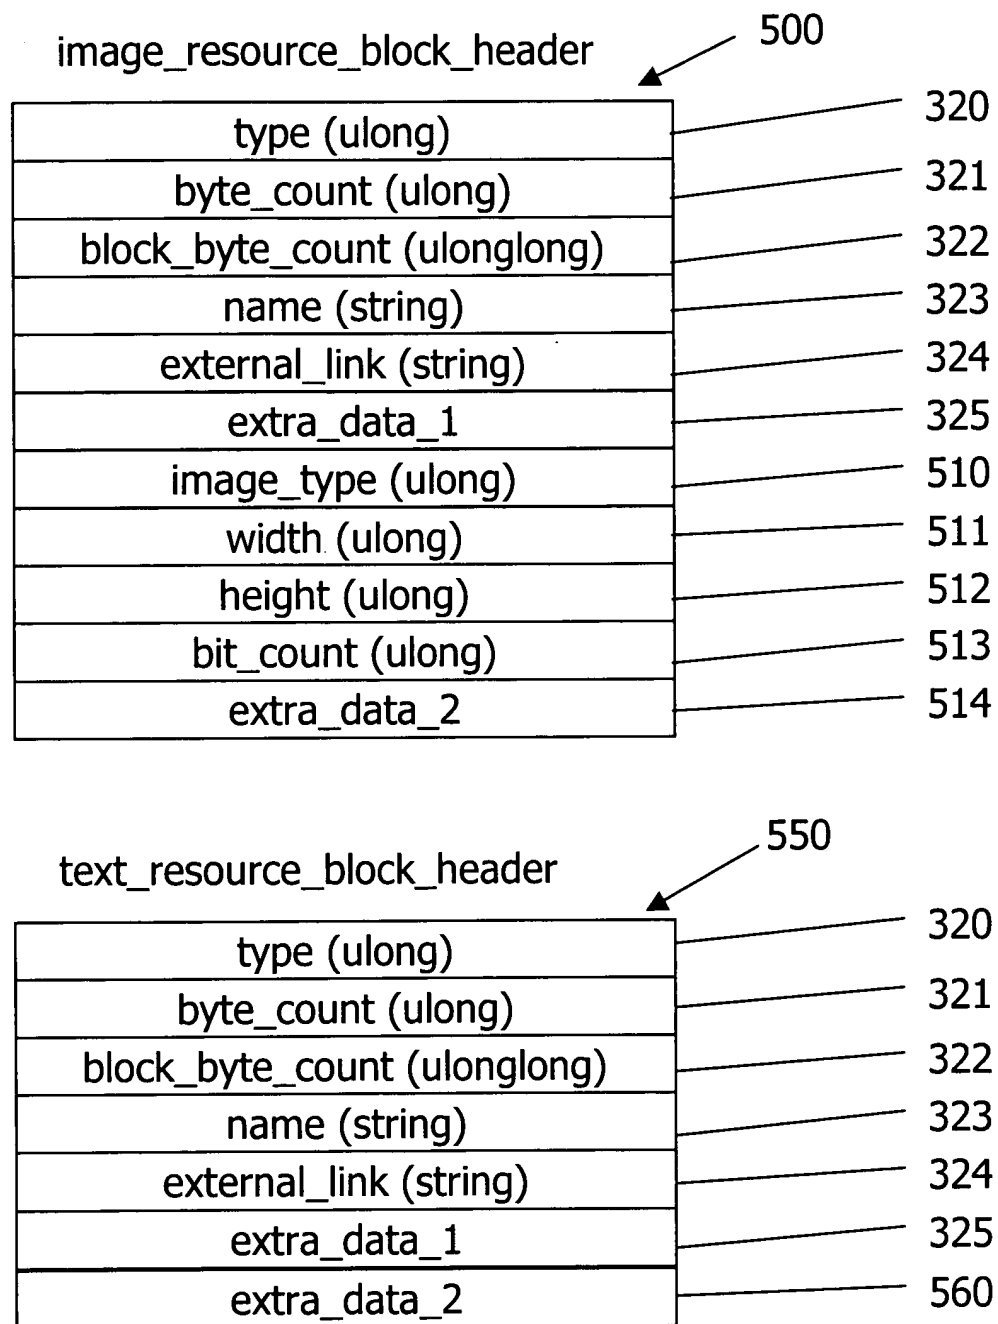 image_resource_block_header 500
type (ulong) 320
byte_count (ulong) 321
block_byte_count (ulonglong) 322
name (string) 323
external_link (string) 324
extra_data_1 325
image_type (ulong) 510
width (ulong) 511
height (ulong) 512
bit_count (ulong) 513
extra_data_2 514
text_resource_block_header 550
type (ulong) 320
byte_count (ulong) 321
block_byte_count (ulonglong) 322
name (string) 323
external_link (string) 324
extra_data_1 325
extra_data_2 560